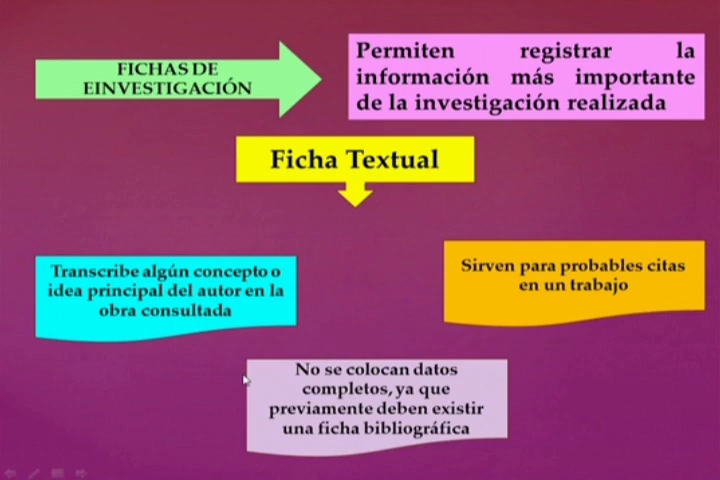 FICHAS DE
EINVESTIGACIÓN
Permiten registrar la
información más importante
de la investigación realizada
Ficha Textual
Transcribe algún concepto o
idea principal del autor en la
obra consultada
Sirven para probables citas
en un trabajo
No se colocan datos
completos, ya que
previamente deben existir
una ficha bibliográfica